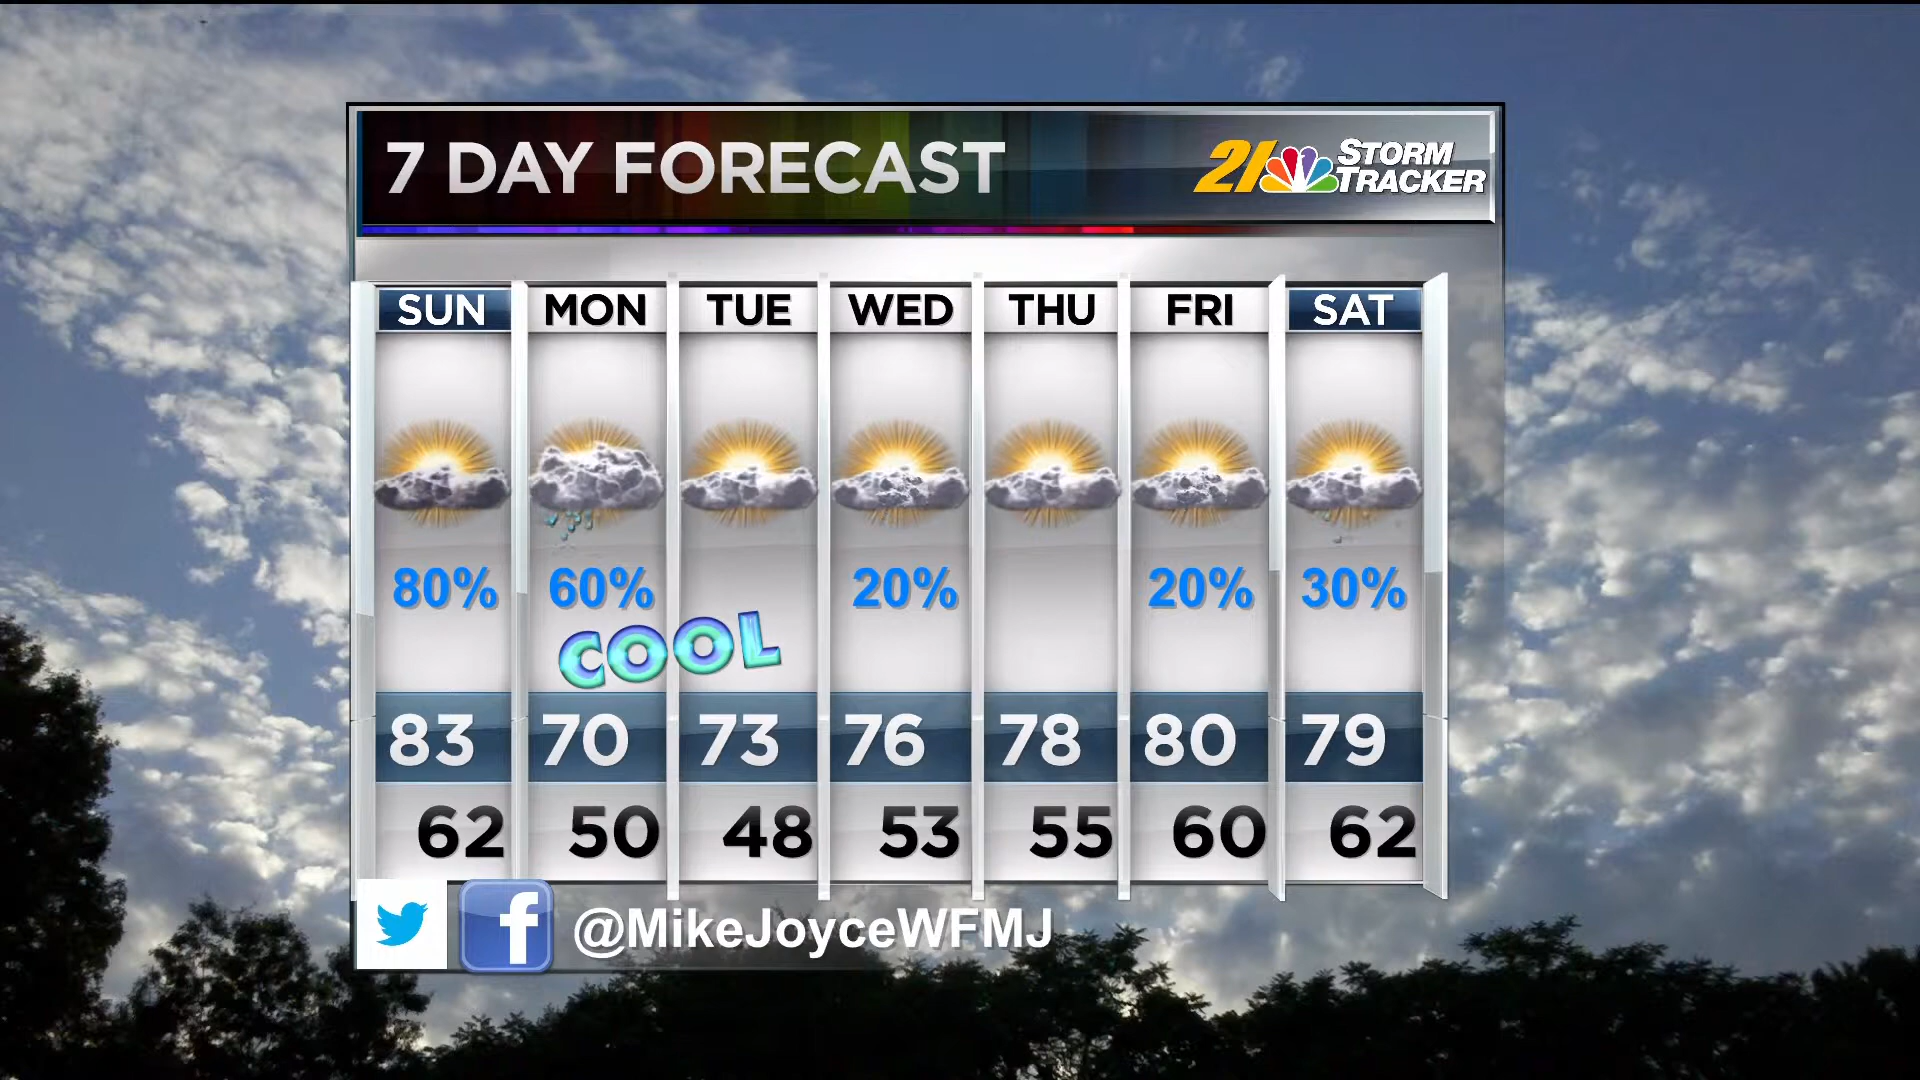 7 DAY FORECAST
21 STORM TRACKER
SUN MON TUE WED THU FRI SAT
80% 60% 20% 20% 30%
COOL
83 70 73 76 78 80 79
62 50 48 53 55 60 62
@MikeJoyceWFMJ